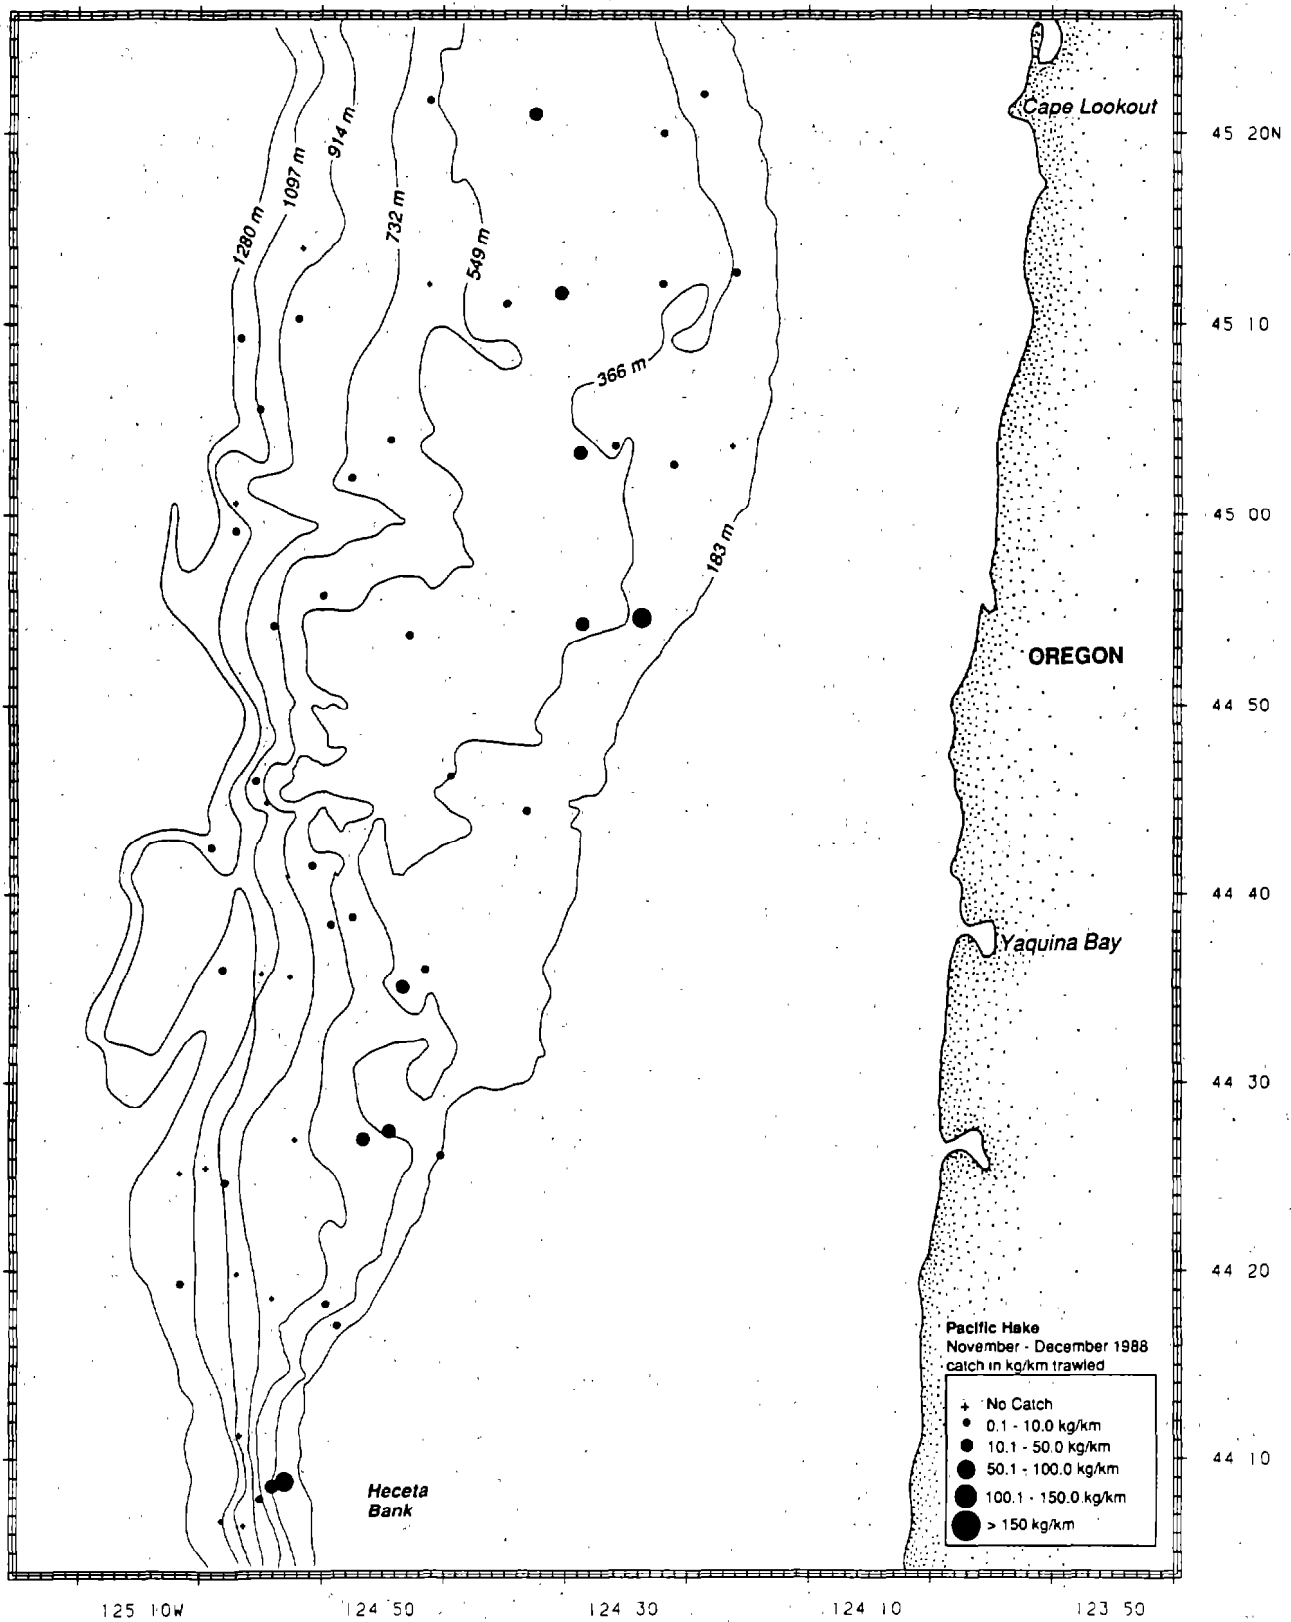 Cape Lookout
45 20N
914 m
1097 m
1280 m
732 m
549 m
45 10
366 m
45 00
183 m
OREGON
44 50
44 40
Yaquina Bay
44 30
44 20
Pacific Hake
November - December 1988
catch in kg/km trawled
+ No Catch
0.1 - 10.0 kg/km
10.1 - 50.0 kg/km
50.1 - 100.0 kg/km
100.1 - 150.0 kg/km
> 150 kg/km
44 10
Heceta
Bank
125 10W
124 50
124 30
124 10
123 50